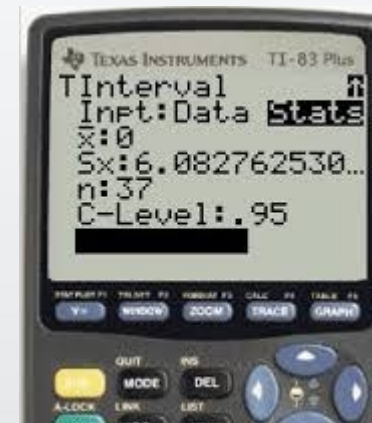 TEXAS INSTRUMENTS TI-83 Plus
TInterval
Inpt:Data Stats
x̄:0
Sx:6.082762530…
n:37
C-Level:.95
STAT PLOT F1 TBLSET F2 FORMAT F3 CALC F4 TABLE F5
Y= WINDOW ZOOM TRACE GRAPH
QUIT INS
MODE DEL
A-LOCK LINK LIST